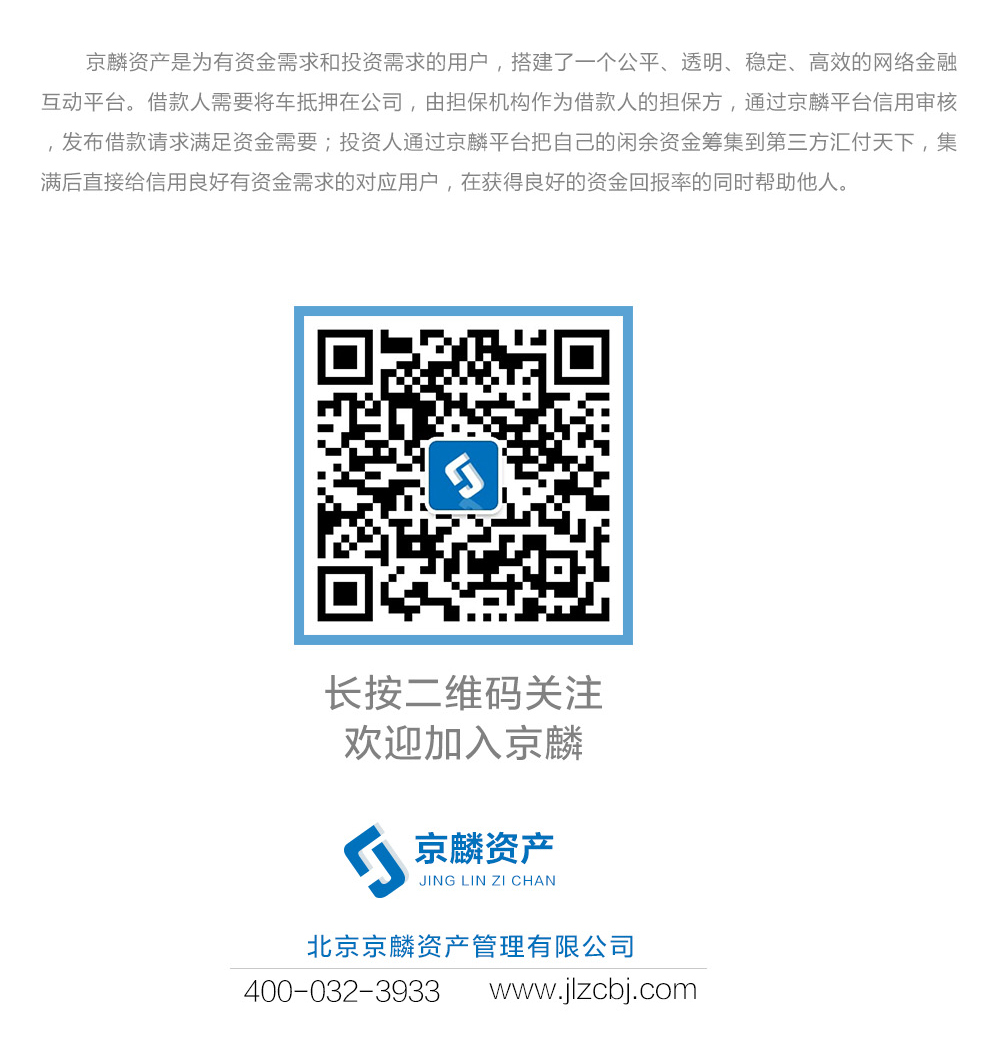 京麟资产是为有资金需求和投资需求的用户，搭建了一个公平、透明、稳定、高效的网络金融
互动平台。借款人需要将车抵押在公司，由担保机构作为借款人的担保方，通过京麟平台信用审核
，发布借款请求满足资金需要；投资人通过京麟平台把自己的闲余资金筹集到第三方汇付天下，集
满后直接给信用良好有资金需求的对应用户，在获得良好的资金回报率的同时帮助他人。
长按二维码关注
欢迎加入京麟
京麟资产
JING LIN ZI CHAN
北京京麟资产管理有限公司
400-032-3933 www.jlzcbj.com